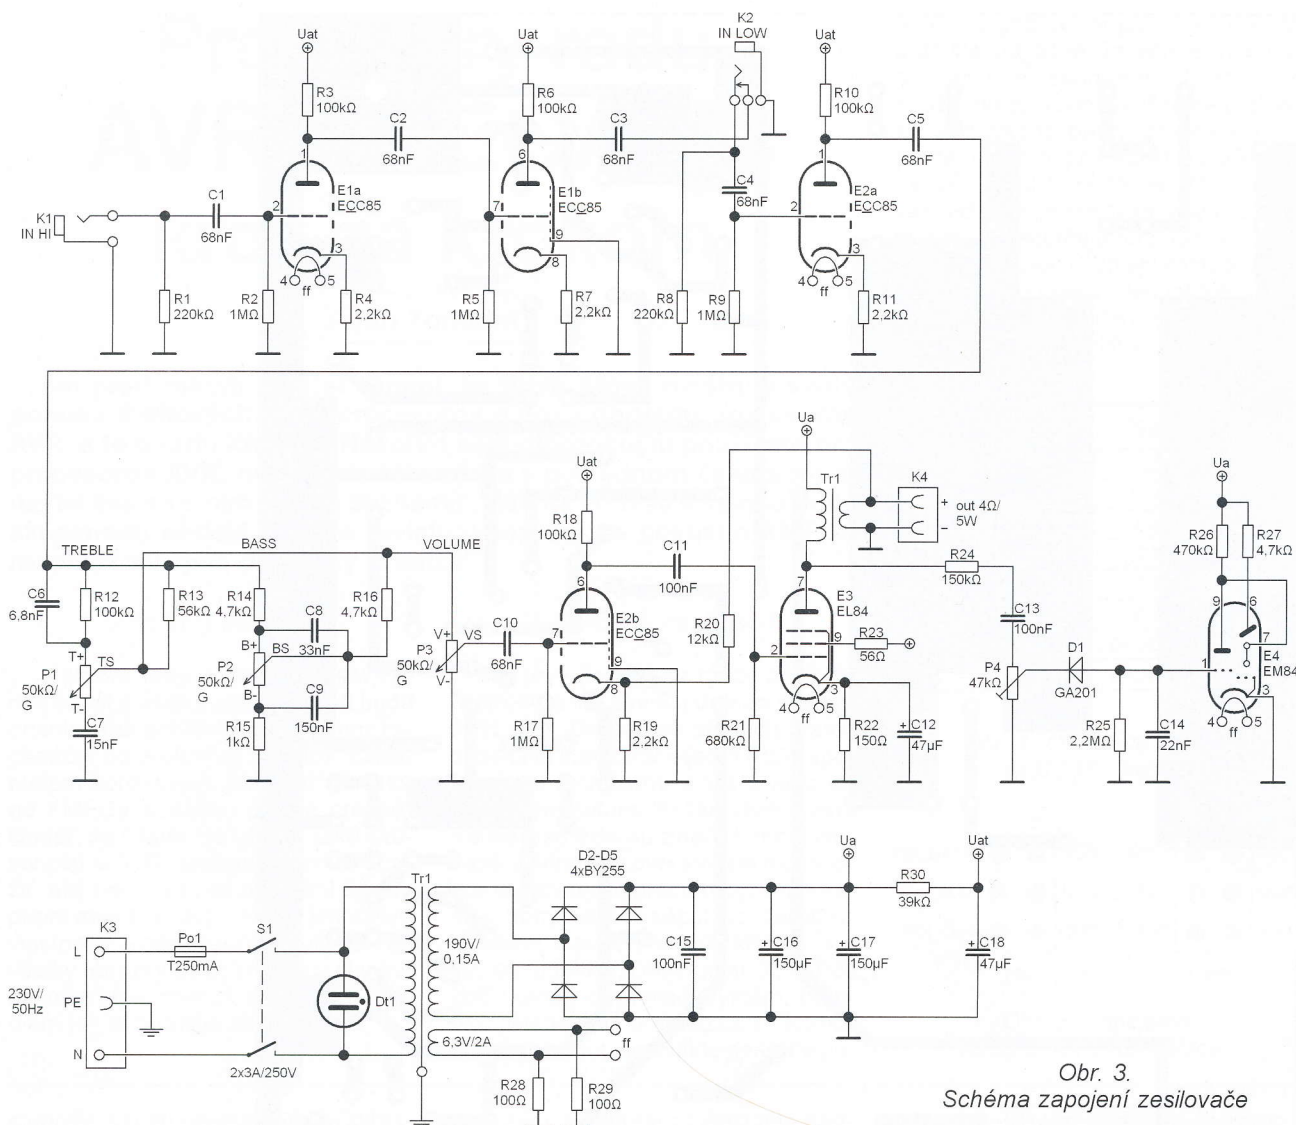 K2
IN LOW
Uat
Uat
Uat
R3
100kΩ
R6
100kΩ
R10
100kΩ
C2
68nF
C3
68nF
C5
68nF
1
6
1
C1
68nF
E1a
ECC85
E1b
ECC85
C4
68nF
E2a
ECC85
K1
IN HI
2
7
2
9
3
8
3
4
ff
5
4
ff
5
R1
220kΩ
R2
1MΩ
R4
2,2kΩ
R5
1MΩ
R7
2,2kΩ
R8
220kΩ
R9
1MΩ
R11
2,2kΩ
Ua
Uat
Ua
Tr1
K4
+
-
out 4Ω/
5W
TREBLE
BASS
VOLUME
R18
100kΩ
C11
100nF
R24
150kΩ
R26
470kΩ
R27
4,7kΩ
C6
6,8nF
R12
100kΩ
R13
56kΩ
R14
4,7kΩ
C8
33nF
R16
4,7kΩ
6
7
E3
EL84
R20
12kΩ
C13
100nF
9
6
P1
50kΩ/
G
T+
TS
T-
P2
50kΩ/
G
B+
BS
B-
P3
50kΩ/
G
V+
VS
V-
C10
68nF
7
E2b
ECC85
9
8
2
9
R23
56Ω
3
4
ff
5
P4
47kΩ
D1
GA201
1
7
E4
EM84
3
4
ff
5
C7
15nF
R15
1kΩ
C9
150nF
R17
1MΩ
R19
2,2kΩ
R21
680kΩ
R22
150Ω
+
C12
47µF
R25
2,2MΩ
C14
22nF
D2-D5
4xBY255
Ua
Uat
R30
39kΩ
Tr1
K3
L
PE
N
230V/
50Hz
Po1
T250mA
S1
2x3A/250V
Dt1
190V/
0,15A
6,3V/2A
C15
100nF
+
C16
150µF
+
C17
150µF
+
C18
47µF
ff
R28
100Ω
R29
100Ω
Obr. 3.
Schéma zapojení zesilovače